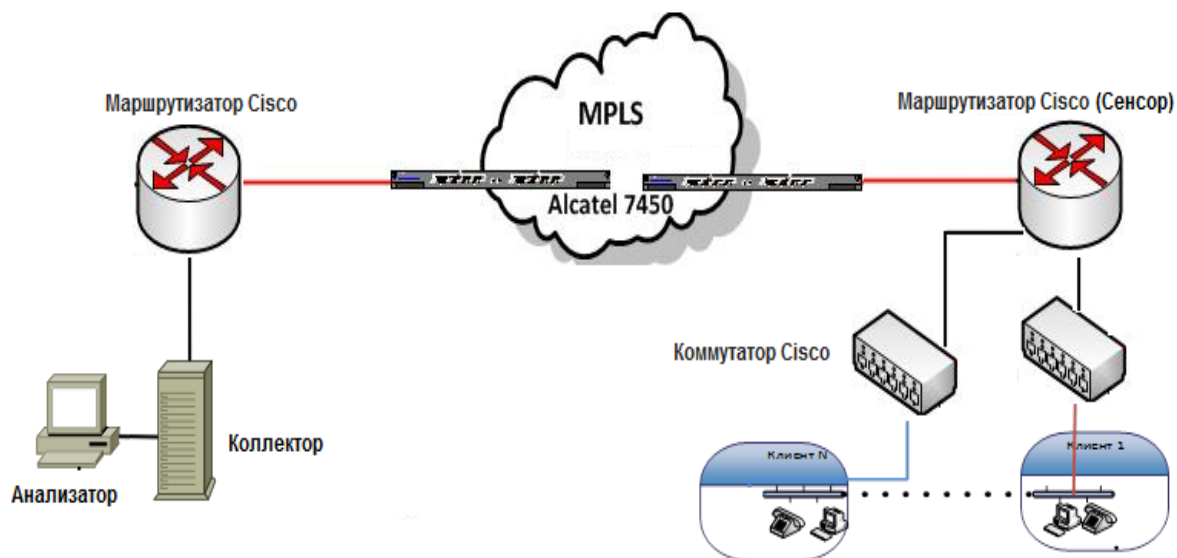 Маршрутизатор Cisco
MPLS
Alcatel 7450
Маршрутизатор Cisco (Сенсор)
Коммутатор Cisco
Коллектор
Анализатор
Клиент N
Клиент 1